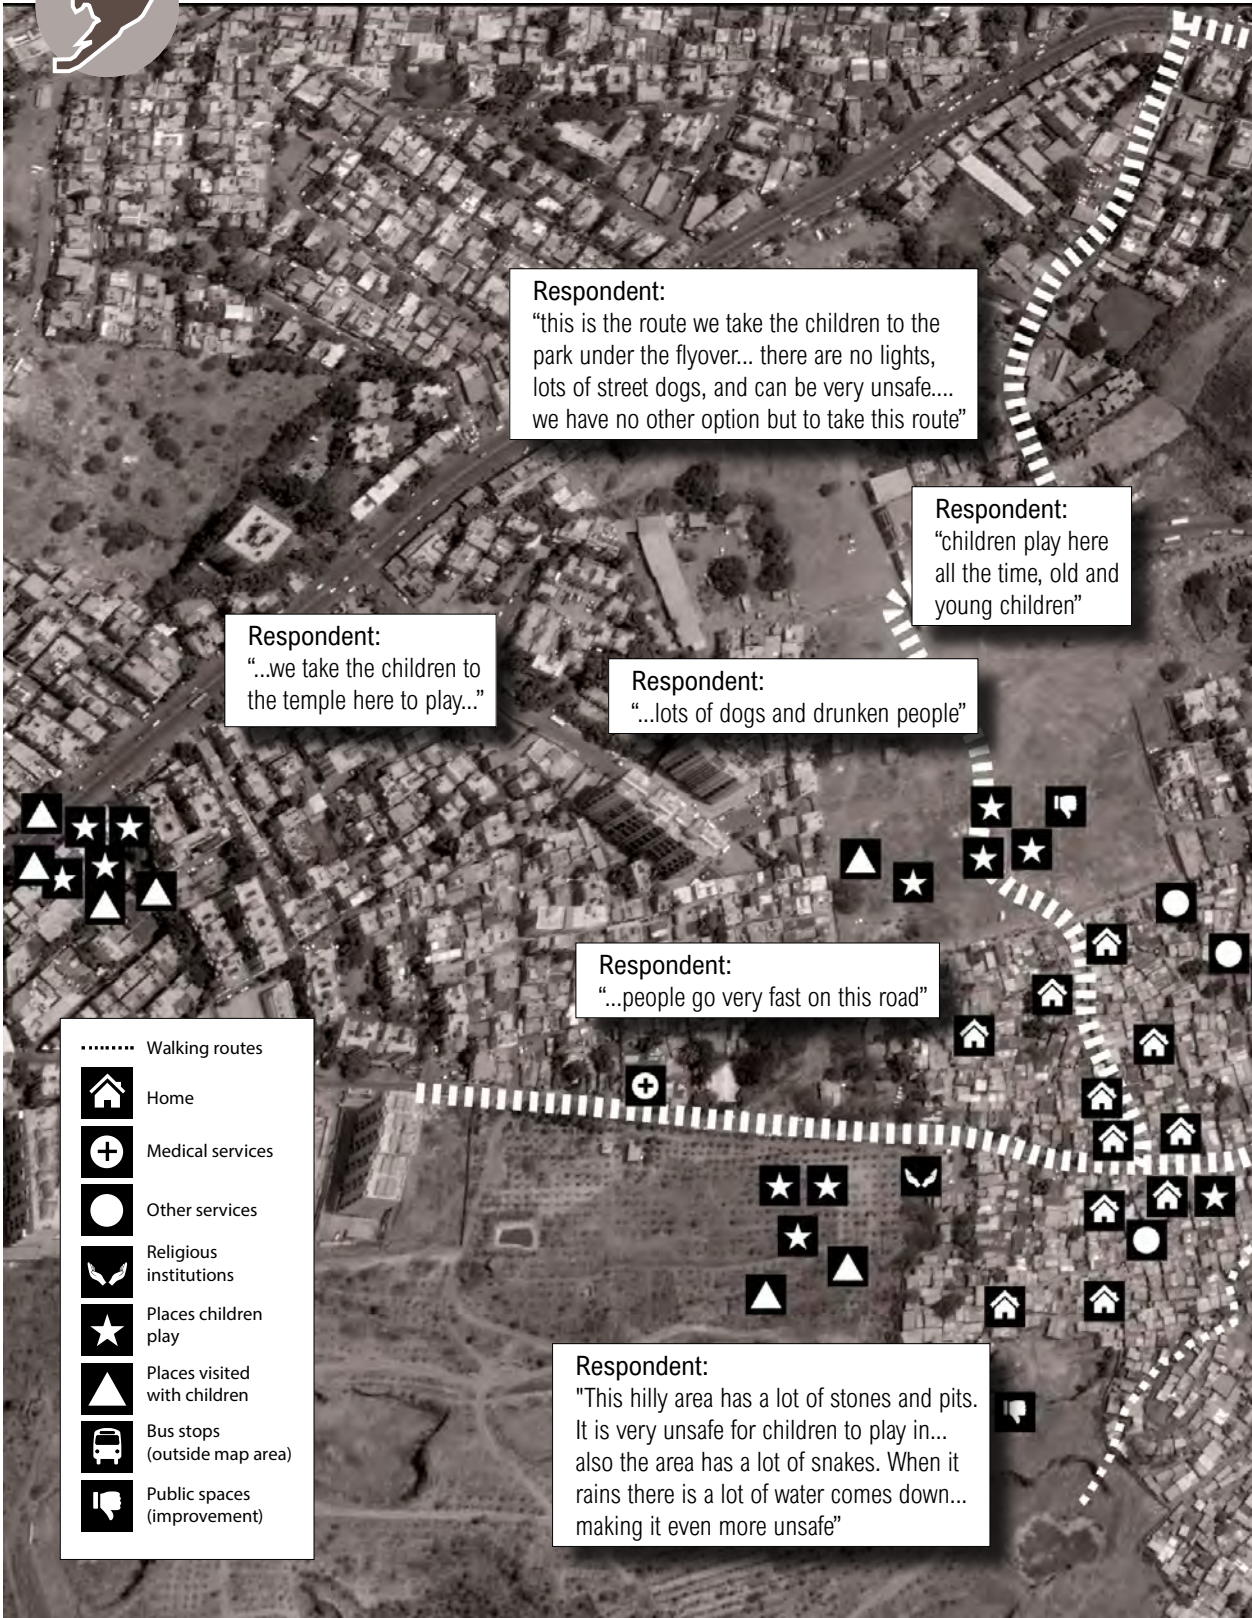 Respondent:
“this is the route we take the children to the
park under the flyover... there are no lights,
lots of street dogs, and can be very unsafe....
we have no other option but to take this route”
Respondent:
“children play here
all the time, old and
young children”
Respondent:
“...we take the children to
the temple here to play...”
Respondent:
“...lots of dogs and drunken people”
Respondent:
“...people go very fast on this road”
Walking routes
Home
Medical services
Other services
Religious
institutions
Places children
play
Places visited
with children
Bus stops
(outside map area)
Public spaces
(improvement)
Respondent:
"This hilly area has a lot of stones and pits.
It is very unsafe for children to play in...
also the area has a lot of snakes. When it
rains there is a lot of water comes down...
making it even more unsafe”